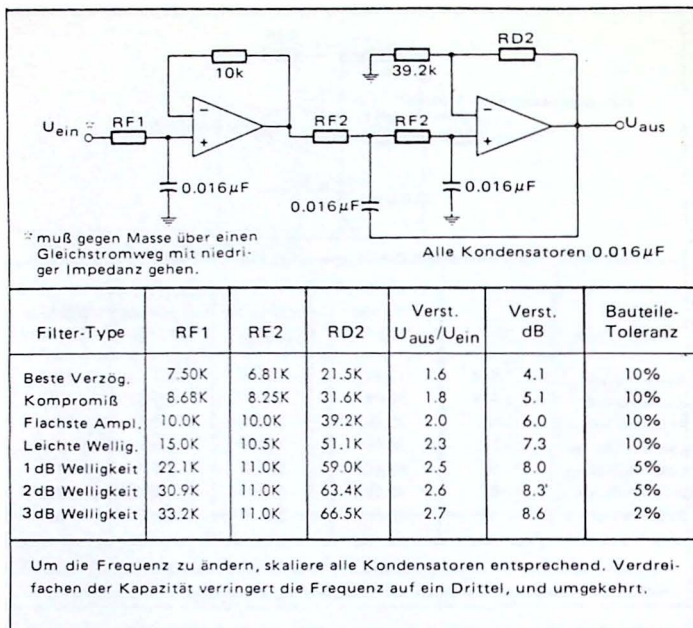 RD2
10k
39.2k
U ein
RF1
RF2
RF2
U aus
−
+
−
+
0.016µF
0.016µF
0.016µF
* muß gegen Masse über einen
Gleichstromweg mit niedri-
ger Impedanz gehen.
Alle Kondensatoren 0.016µF
Filter-Type RF1 RF2 RD2 Verst. Uaus/Uein Verst. dB Bauteile-Toleranz
Beste Verzög. 7.50K 6.81K 21.5K 1.6 4.1 10%
Kompromiß 8.68K 8.25K 31.6K 1.8 5.1 10%
Flachste Ampl. 10.0K 10.0K 39.2K 2.0 6.0 10%
Leichte Wellig. 15.0K 10.5K 51.1K 2.3 7.3 10%
1dB Welligkeit 22.1K 11.0K 59.0K 2.5 8.0 5%
2dB Welligkeit 30.9K 11.0K 63.4K 2.6 8.3 5%
3dB Welligkeit 33.2K 11.0K 66.5K 2.7 8.6 2%
Um die Frequenz zu ändern, skaliere alle Kondensatoren entsprechend. Verdrei-
fachen der Kapazität verringert die Frequenz auf ein Drittel, und umgekehrt.